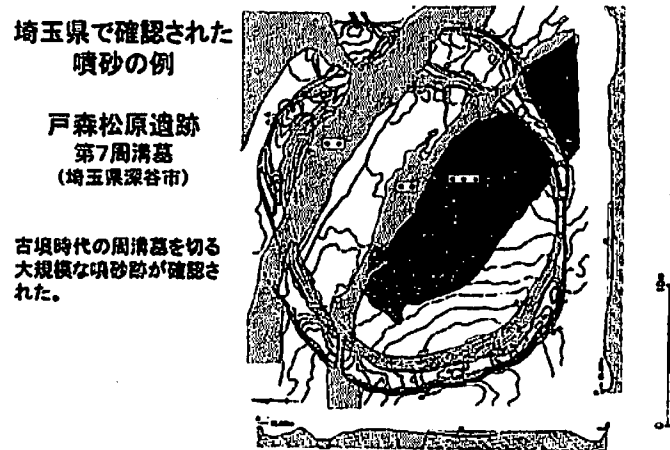 埼玉県で確認された
噴砂の例
戸森松原遺跡
第7周溝墓
(埼玉県深谷市)
古墳時代の周溝墓を切る
大規模な噴砂跡が確認さ
れた。